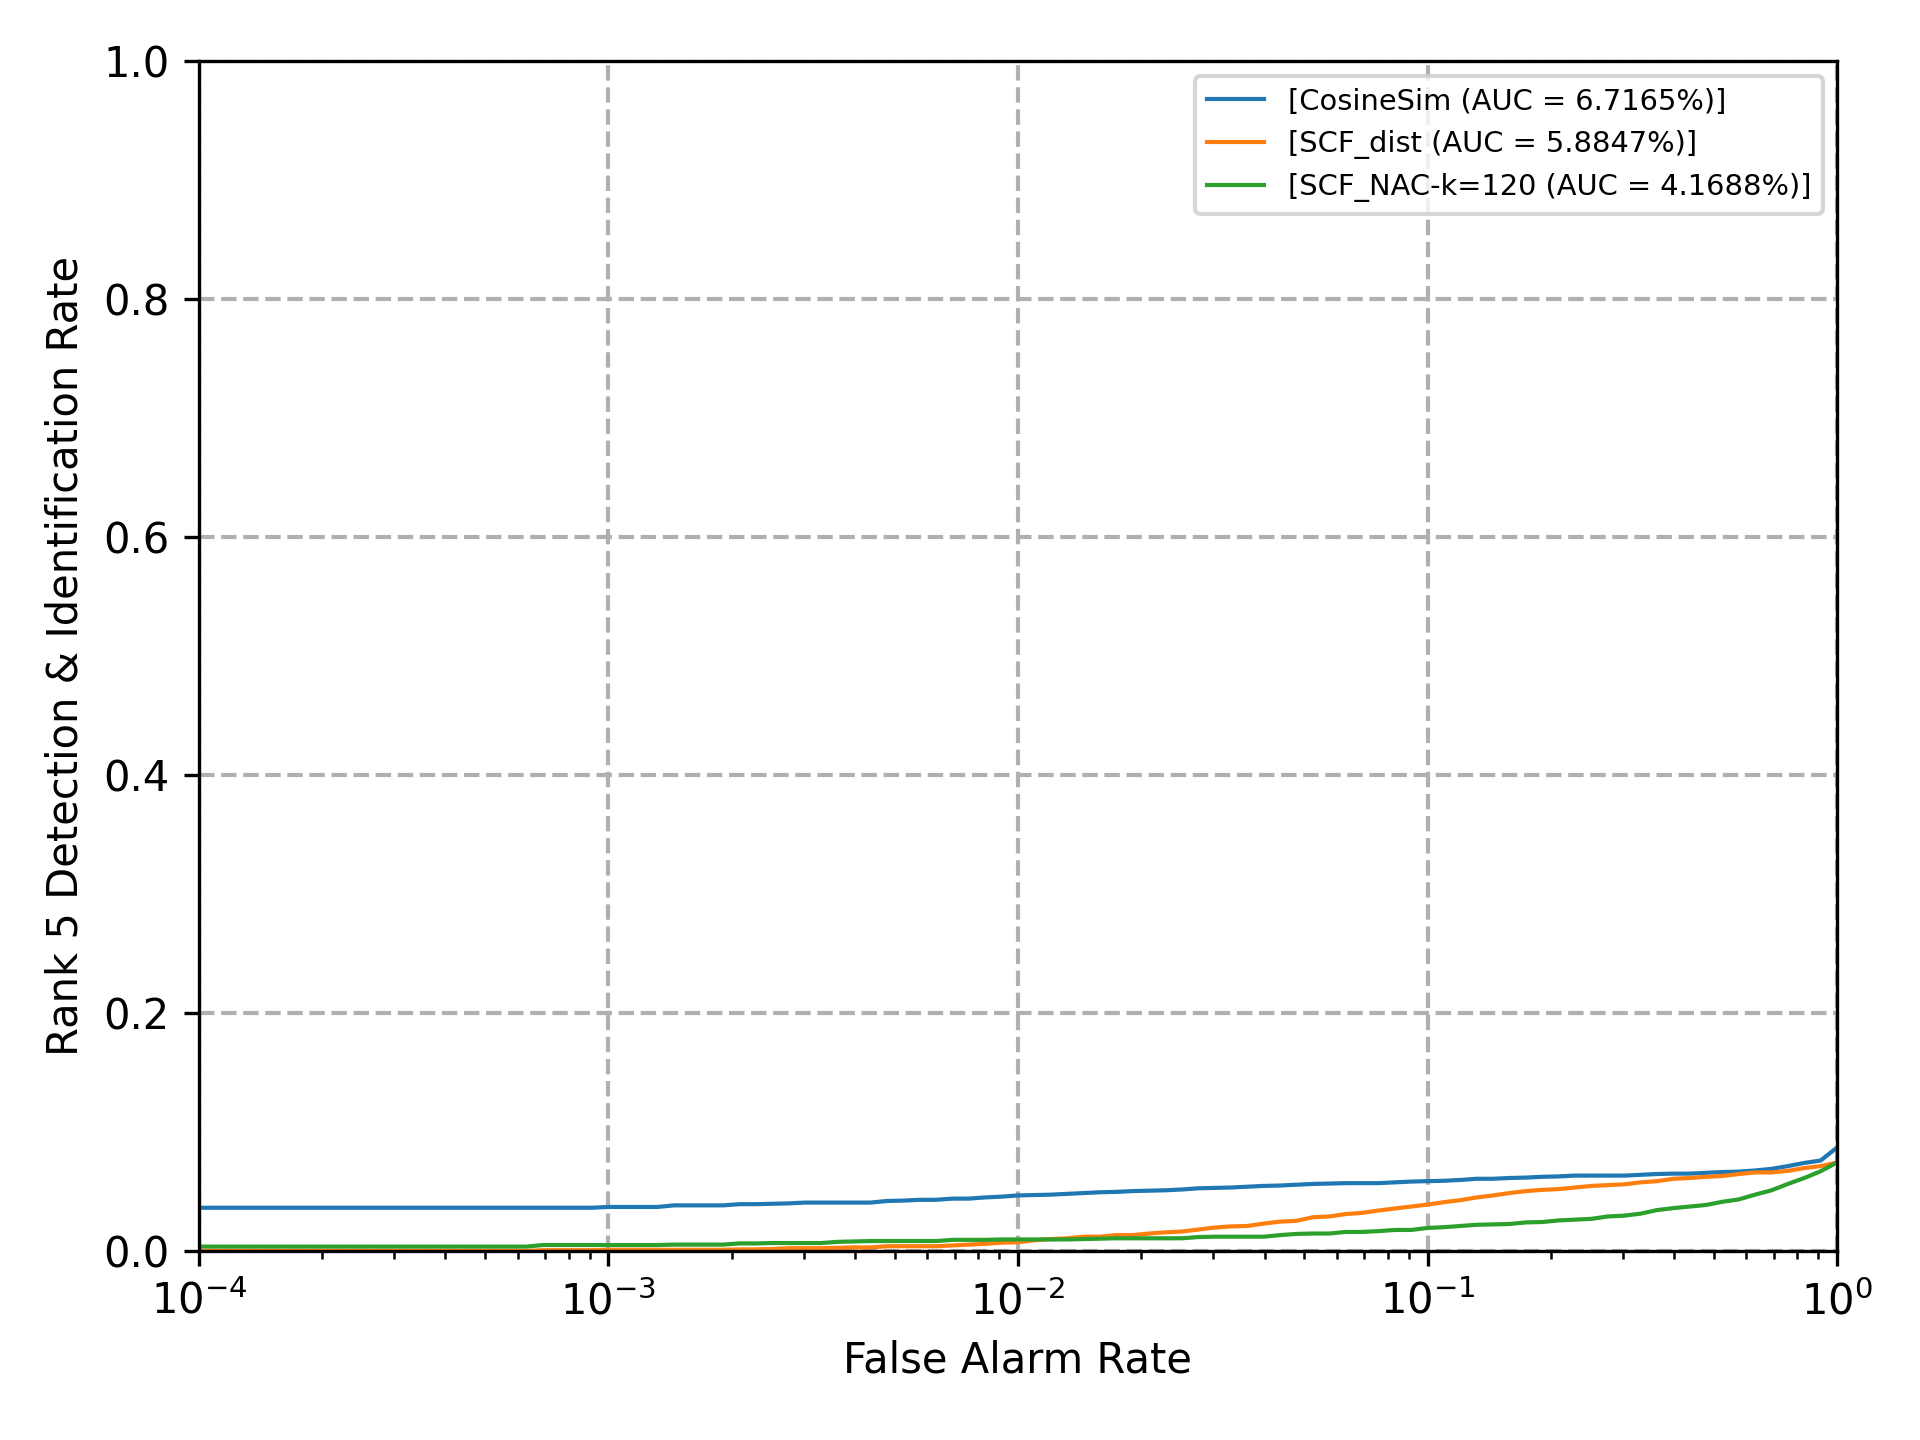 [CosineSim (AUC = 6.7165%)]
[SCF_dist (AUC = 5.8847%)]
[SCF_NAC-k=120 (AUC = 4.1688%)]
1.0
0.8
0.6
0.4
0.2
0.0
Rank 5 Detection & Identification Rate
10⁻⁴ 10⁻³ 10⁻² 10⁻¹ 10⁰
False Alarm Rate